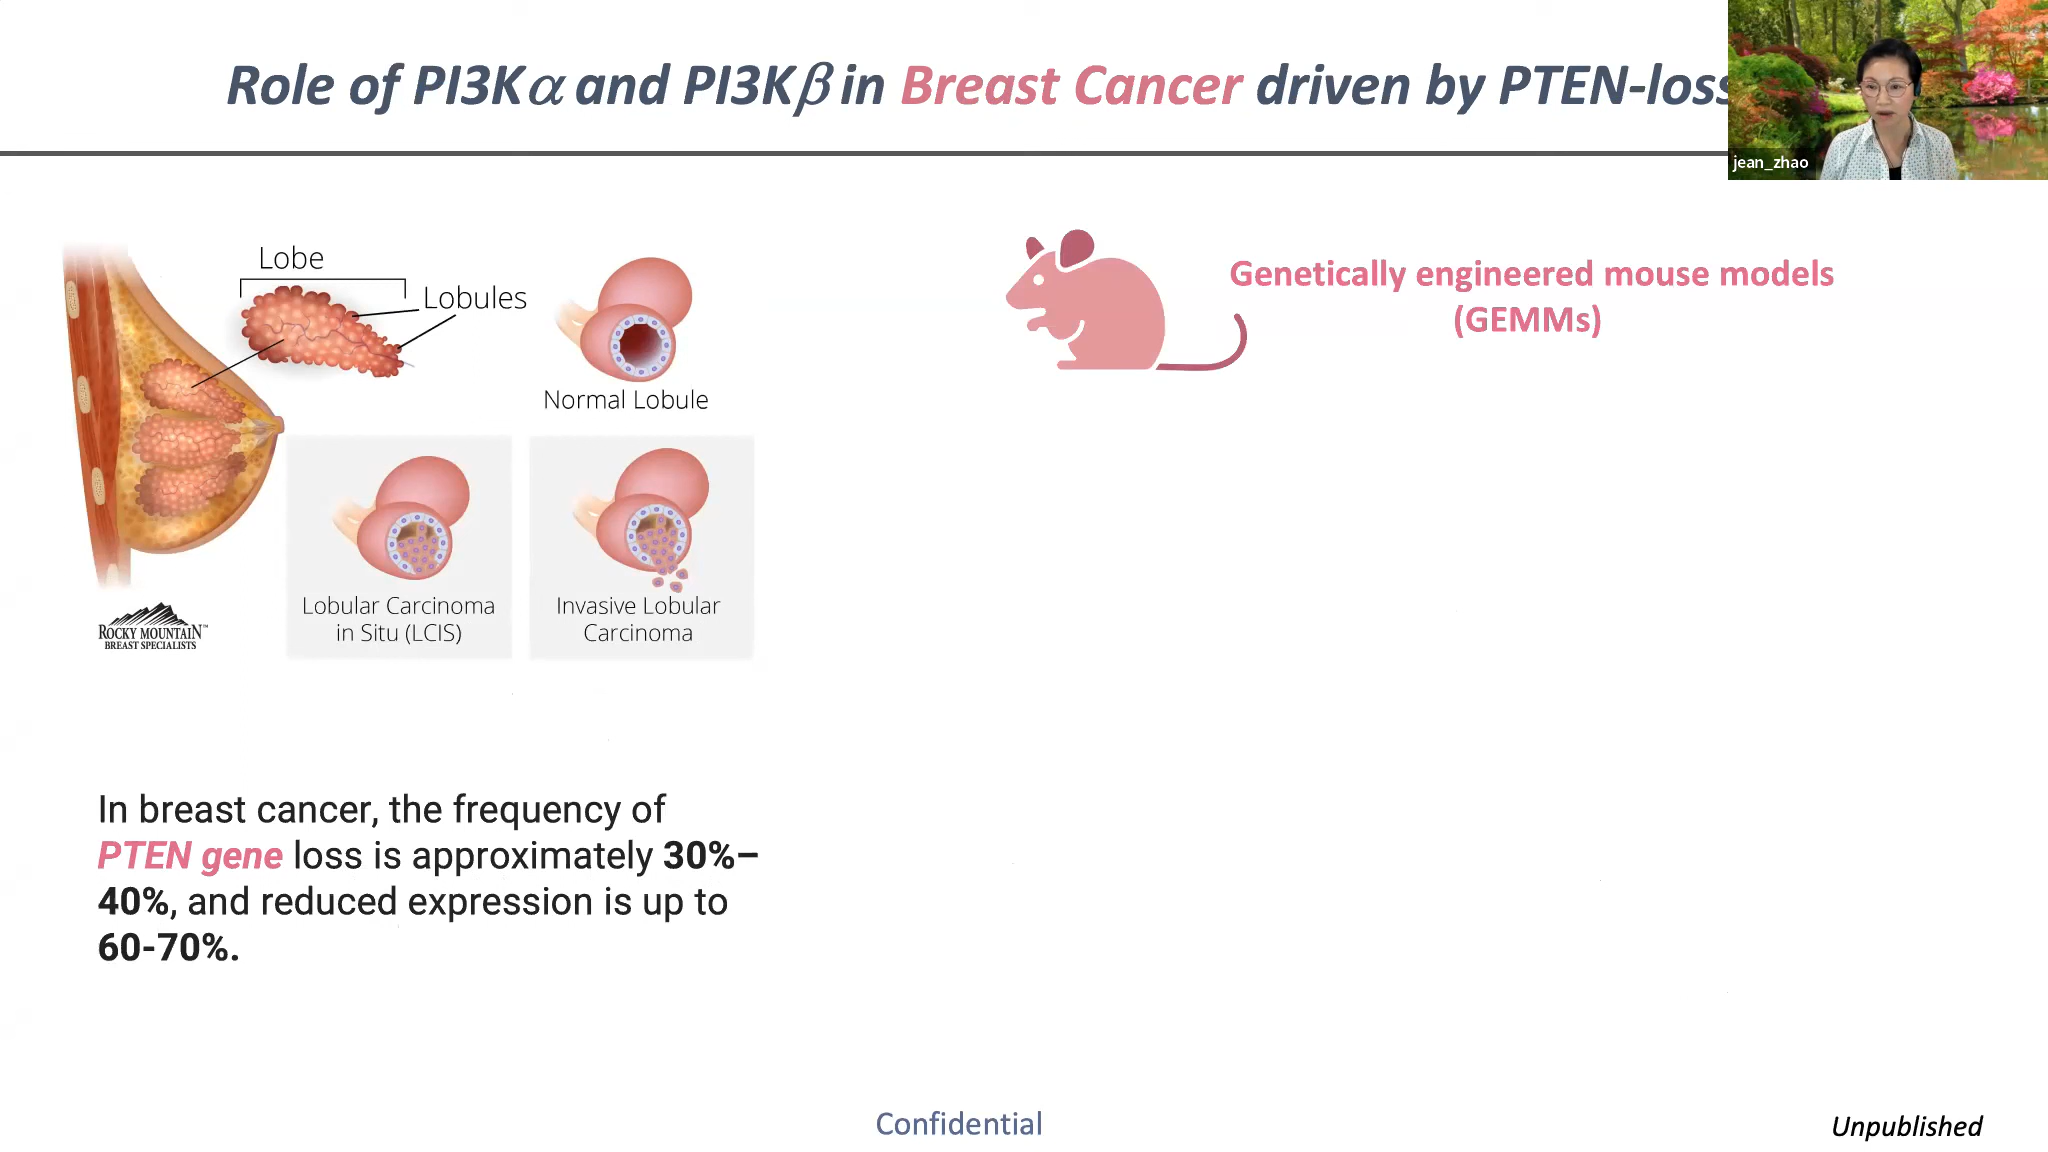 Role of PI3Kα and PI3Kβ in Breast Cancer driven by PTEN-loss
jean_zhao
Lobe
Lobules
Normal Lobule
Lobular Carcinoma
in Situ (LCIS)
Invasive Lobular
Carcinoma
ROCKY MOUNTAIN™
BREAST SPECIALISTS
Genetically engineered mouse models
(GEMMs)
In breast cancer, the frequency of
PTEN gene loss is approximately 30%–
40%, and reduced expression is up to
60-70%.
Confidential
Unpublished